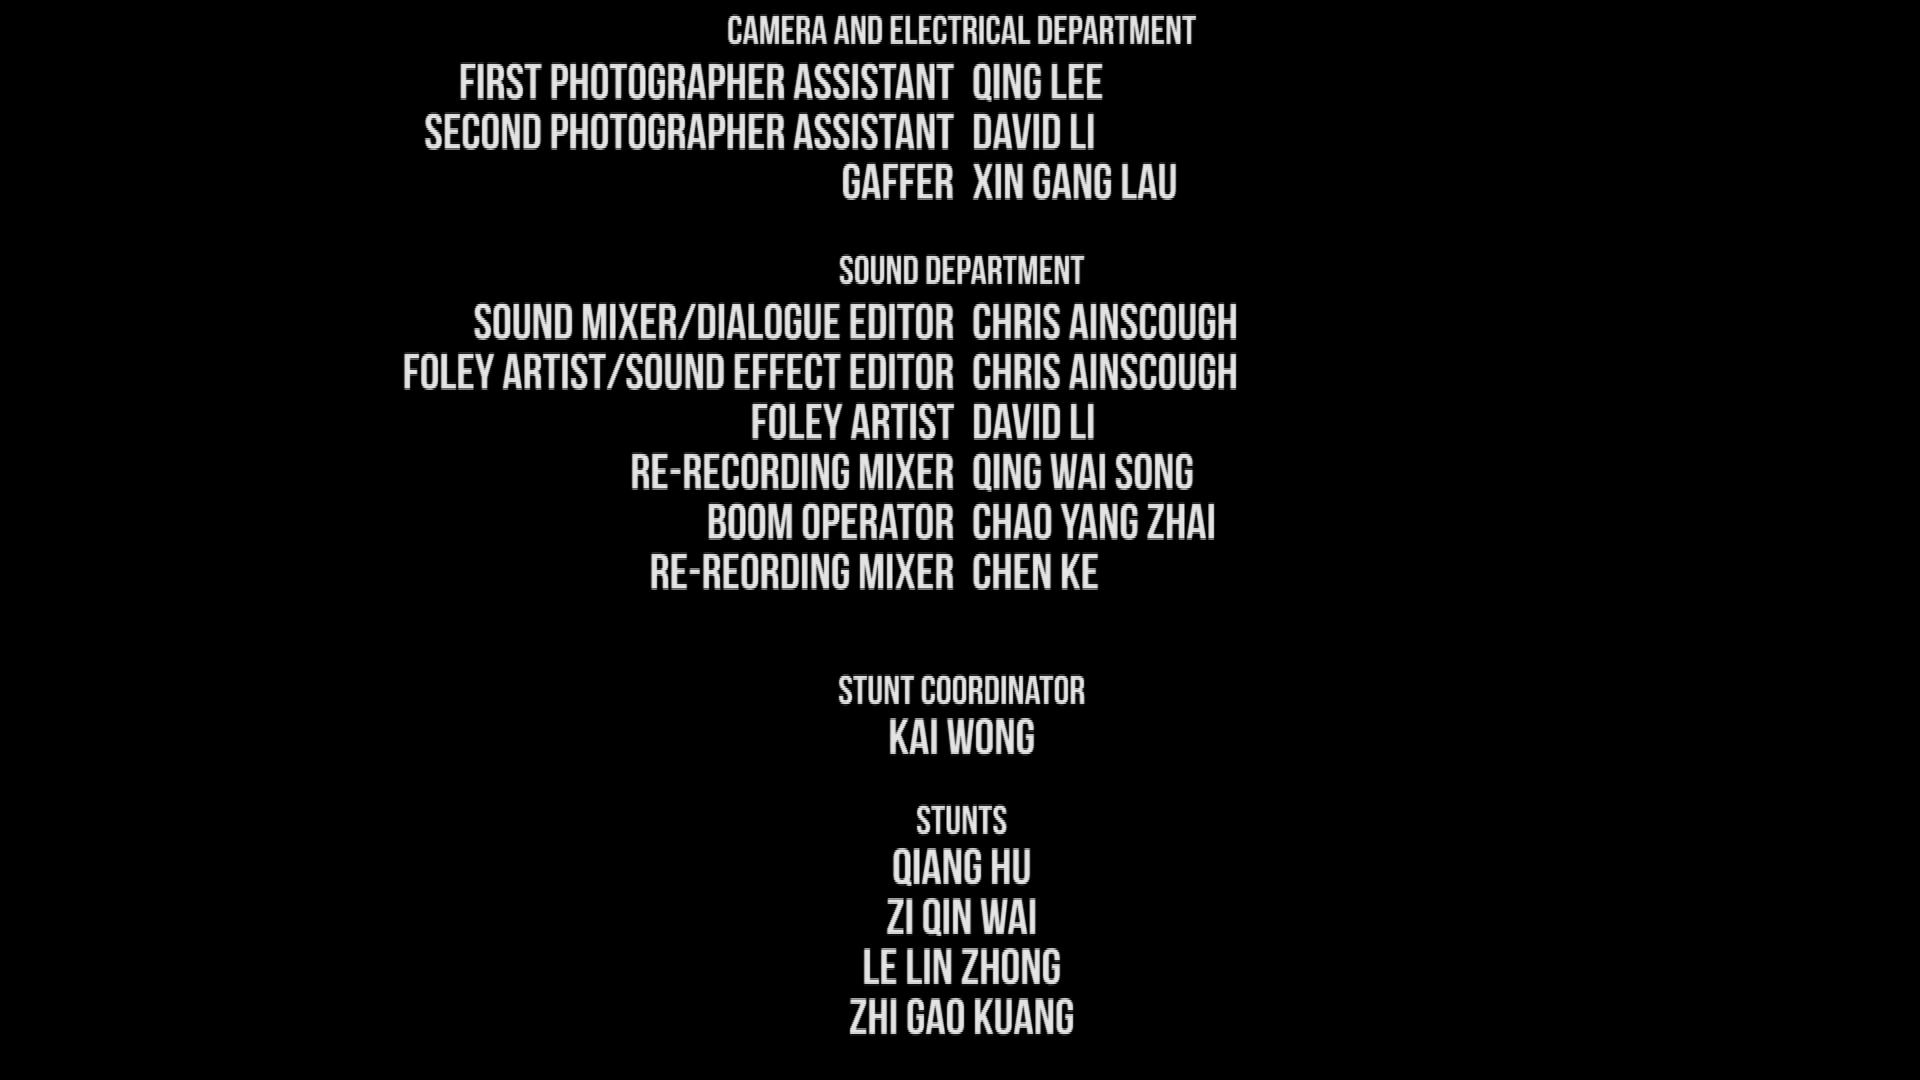 CAMERA AND ELECTRICAL DEPARTMENT
FIRST PHOTOGRAPHER ASSISTANT QING LEE
SECOND PHOTOGRAPHER ASSISTANT DAVID LI
GAFFER XIN GANG LAU
SOUND DEPARTMENT
SOUND MIXER/DIALOGUE EDITOR CHRIS AINSCOUGH
FOLEY ARTIST/SOUND EFFECT EDITOR CHRIS AINSCOUGH
FOLEY ARTIST DAVID LI
RE-RECORDING MIXER QING WAI SONG
BOOM OPERATOR CHAO YANG ZHAI
RE-REORDING MIXER CHEN KE
STUNT COORDINATOR
KAI WONG
STUNTS
QIANG HU
ZI QIN WAI
LE LIN ZHONG
ZHI GAO KUANG